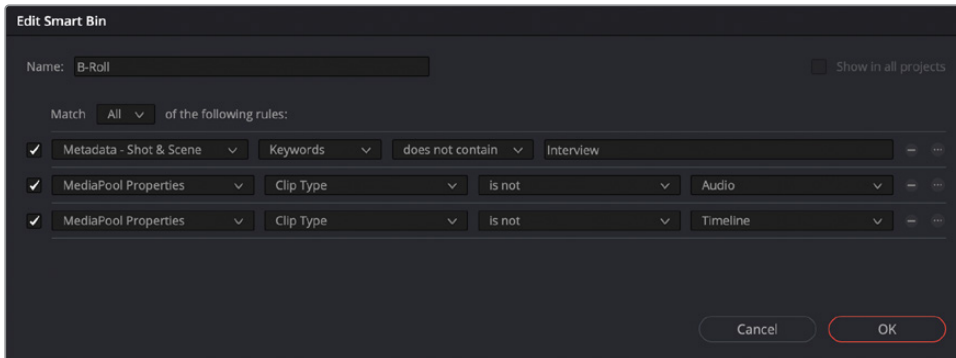 Edit Smart Bin
Name: B-Roll Show in all projects
Match All of the following rules:
Metadata - Shot & Scene Keywords does not contain Interview
MediaPool Properties Clip Type is not Audio
MediaPool Properties Clip Type is not Timeline
Cancel OK